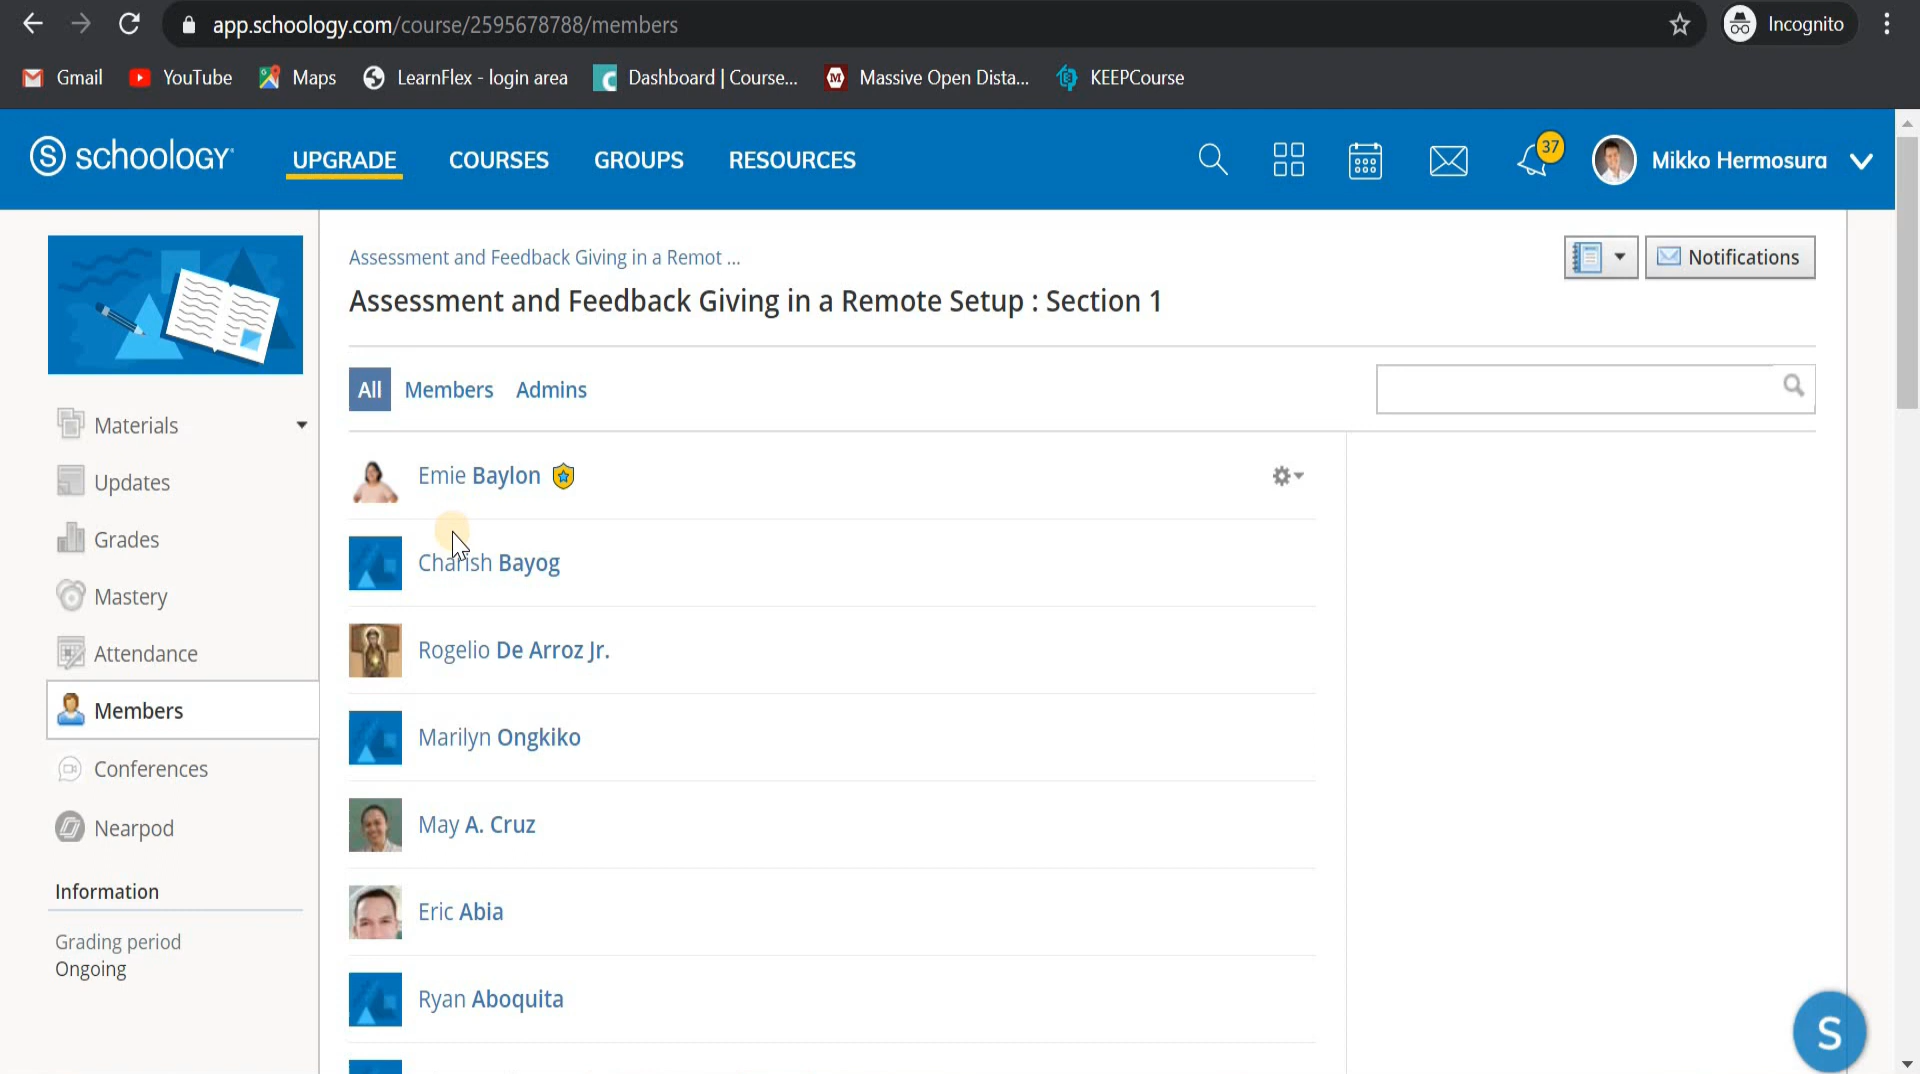 app.schoology.com/course/2595678788/members
Incognito
Gmail
YouTube
Maps
LearnFlex - login area
Dashboard | Course...
Massive Open Dista...
KEEPCourse
S schoology
UPGRADE
COURSES
GROUPS
RESOURCES
37
Mikko Hermosura
Assessment and Feedback Giving in a Remot ...
Assessment and Feedback Giving in a Remote Setup : Section 1
Notifications
All
Members
Admins
Materials
Updates
Grades
Mastery
Attendance
Members
Conferences
Nearpod
Information
Grading period
Ongoing
Emie Baylon
Charish Bayog
Rogelio De Arroz Jr.
Marilyn Ongkiko
May A. Cruz
Eric Abia
Ryan Aboquita
S